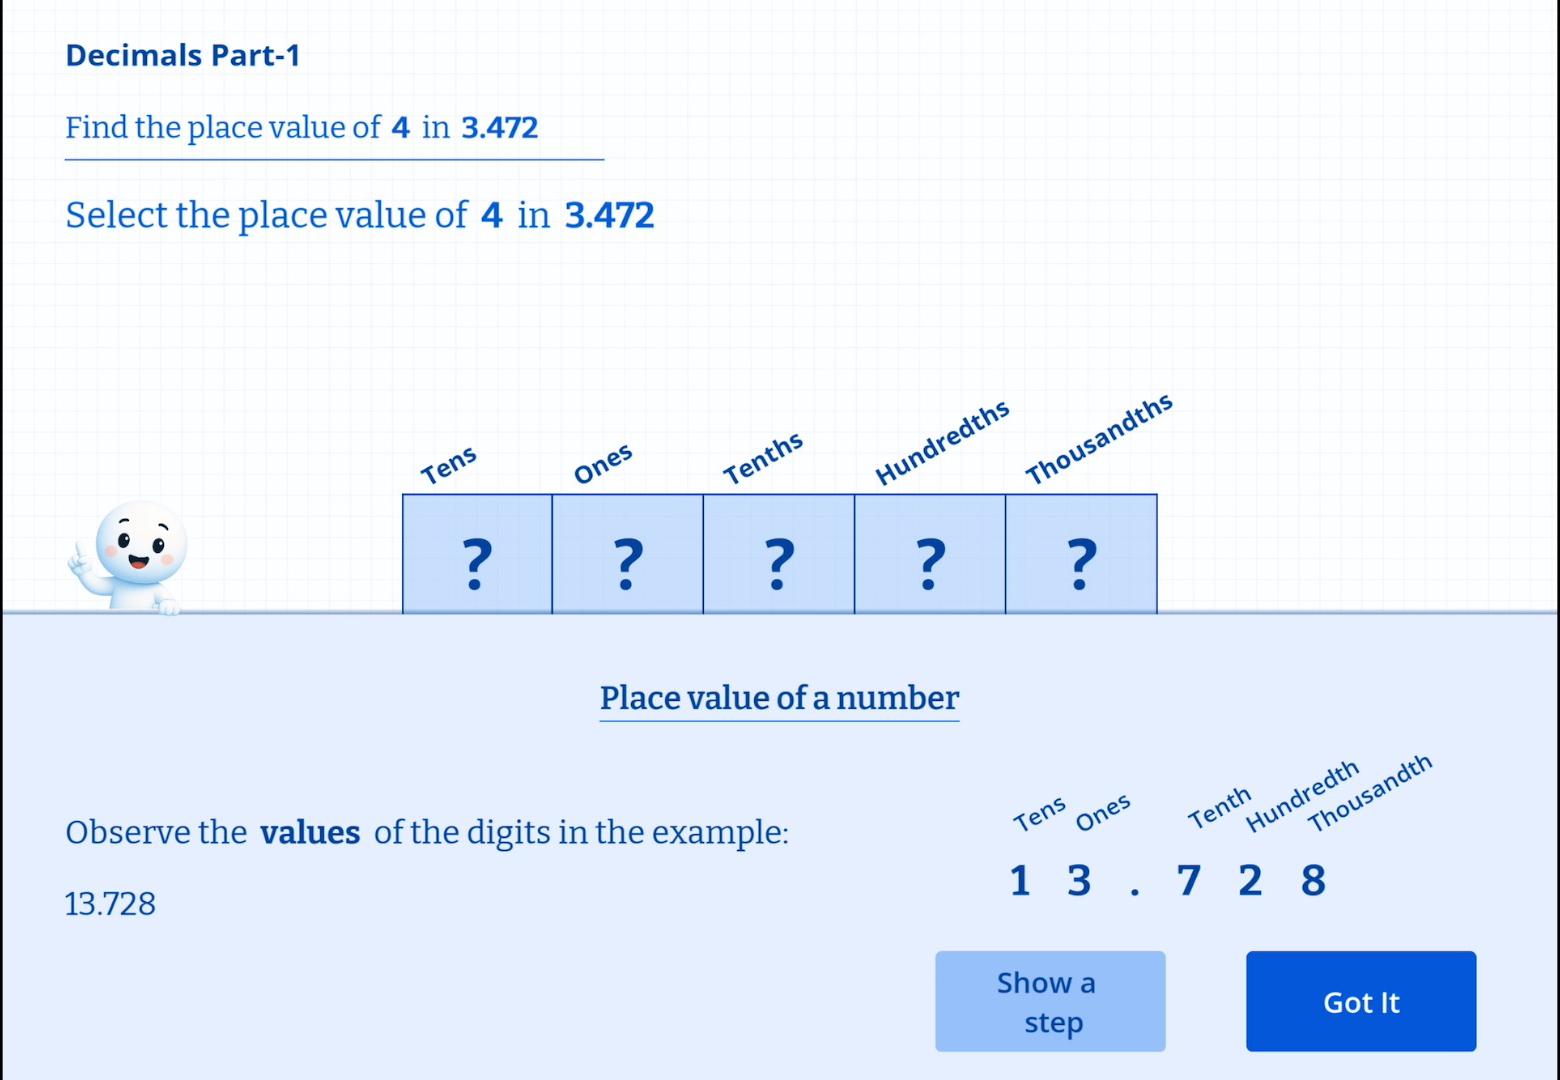 Decimals Part-1
Find the place value of 4 in 3.472
Select the place value of 4 in 3.472
Tens Ones Tenths Hundredths Thousandths
? ? ? ? ?
Place value of a number
Observe the values of the digits in the example:
13.728
Tens Ones Tenth Hundredth Thousandth
1 3 . 7 2 8
Show a
step
Got It